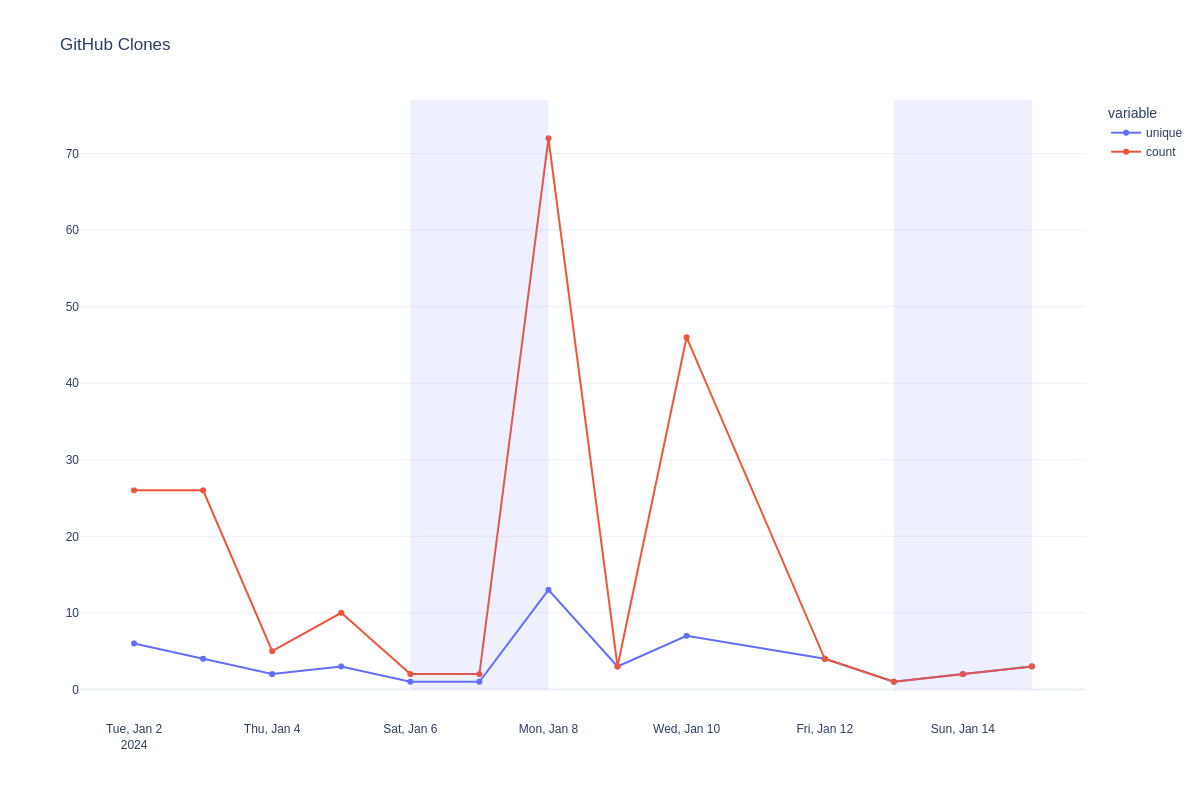 GitHub Clones
variable
unique
count
70
60
50
40
30
20
10
0
Tue, Jan 2
2024
Thu, Jan 4
Sat, Jan 6
Mon, Jan 8
Wed, Jan 10
Fri, Jan 12
Sun, Jan 14